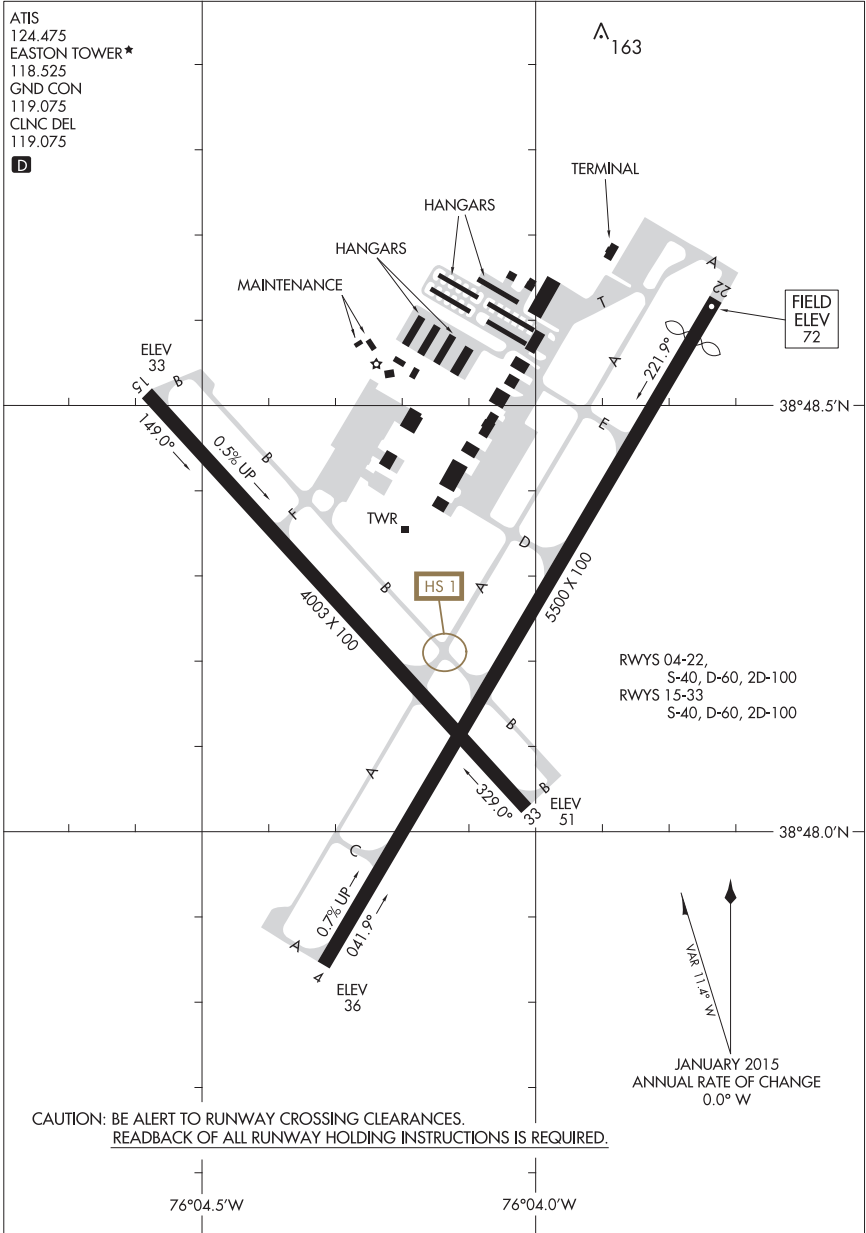 ATIS
124.475
EASTON TOWER★
118.525
GND CON
119.075
CLNC DEL
119.075
D
163
TERMINAL
HANGARS
HANGARS
MAINTENANCE
A
22
FIELD
ELEV
72
T
ELEV
33
15
B
A
221.9°
38°48.5'N
149.0°
0.5% UP
B
E
F
TWR
D
B
HS 1
A
5500 X 100
4003 X 100
RWYS 04-22,
S-40, D-60, 2D-100
RWYS 15-33
S-40, D-60, 2D-100
B
A
329.0°
B
33
ELEV
51
38°48.0'N
C
0.7% UP
041.9°
A
4
ELEV
36
VAR 11.4° W
JANUARY 2015
ANNUAL RATE OF CHANGE
0.0° W
CAUTION: BE ALERT TO RUNWAY CROSSING CLEARANCES.
READBACK OF ALL RUNWAY HOLDING INSTRUCTIONS IS REQUIRED.
76°04.5'W
76°04.0'W